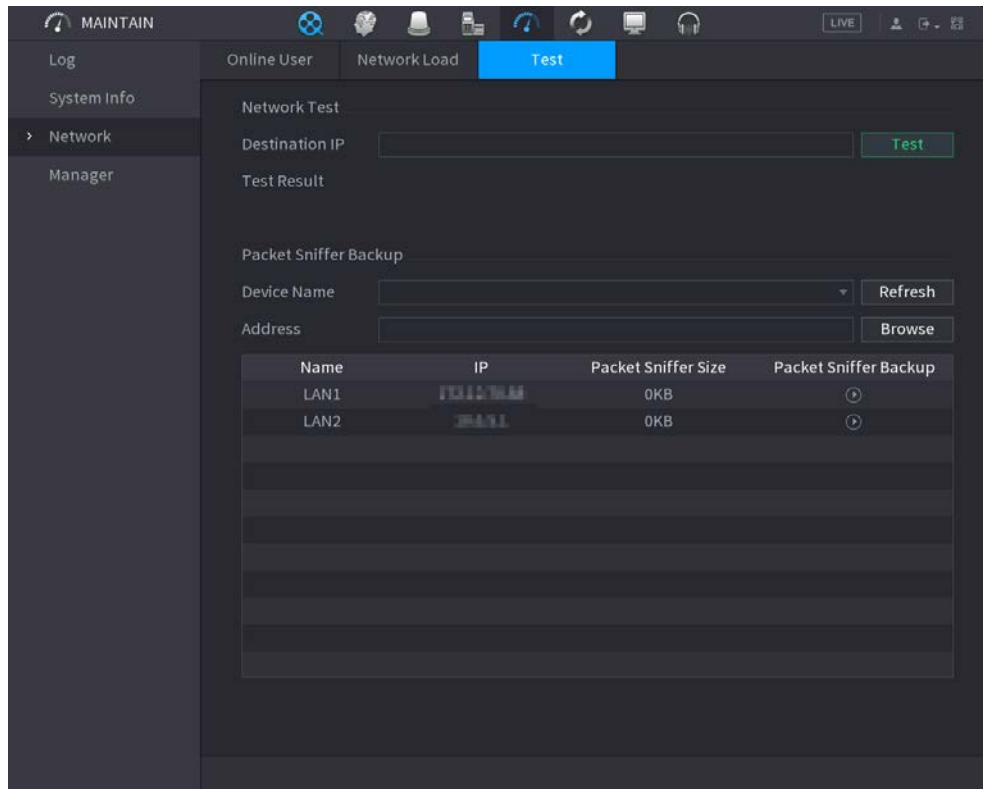 MAINTAIN
LIVE
Log
System Info
Network
Manager
Online User Network Load Test
Network Test
Destination IP Test
Test Result
Packet Sniffer Backup
Device Name Refresh
Address Browse
Name IP Packet Sniffer Size Packet Sniffer Backup
LAN1 0KB
LAN2 0KB